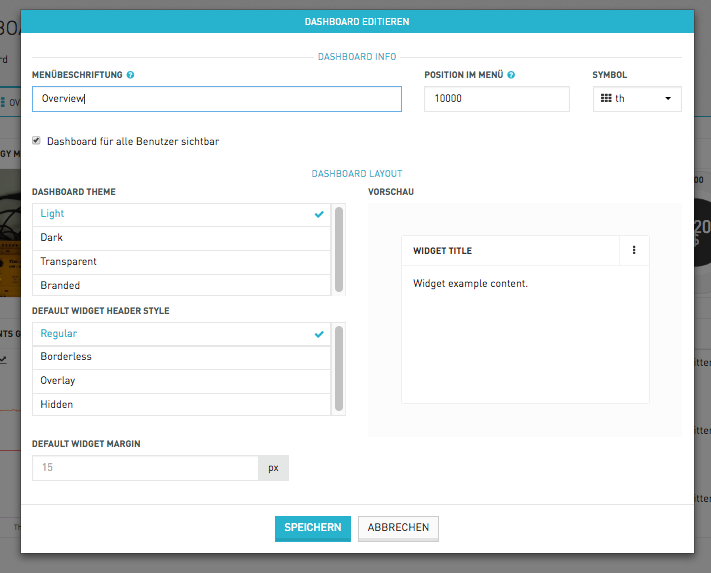 DASHBOARD EDITIEREN
DASHBOARD INFO
MENÜBESCHRIFTUNG ?
POSITION IM MENÜ ?
SYMBOL
Overview
10000
th
Dashboard für alle Benutzer sichtbar
DASHBOARD LAYOUT
DASHBOARD THEME
VORSCHAU
Light
Dark
Transparent
Branded
WIDGET TITLE
Widget example content.
DEFAULT WIDGET HEADER STYLE
Regular
Borderless
Overlay
Hidden
DEFAULT WIDGET MARGIN
15
px
SPEICHERN
ABBRECHEN